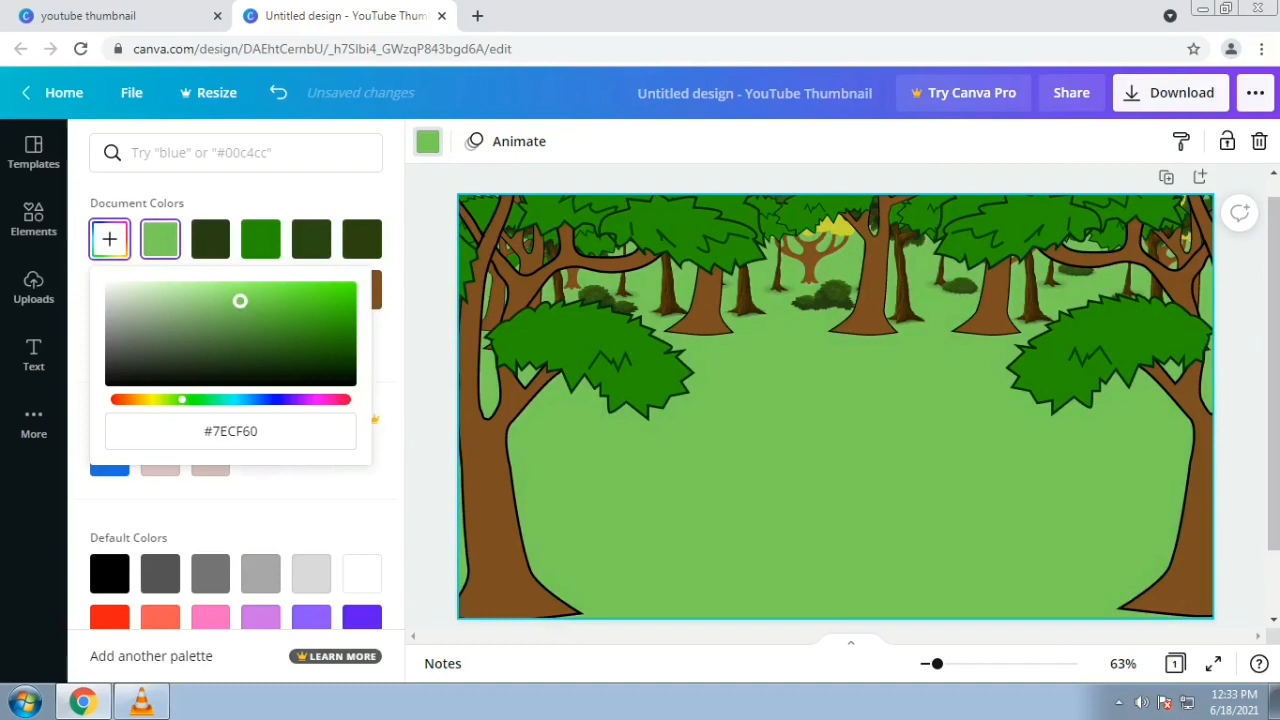 youtube thumbnail
Untitled design - YouTube Thumb
canva.com/design/DAEhtCernbU/_h7Slbi4_GWzqP843bgd6A/edit
Home
File
Resize
Unsaved changes
Untitled design - YouTube Thumbnail
Try Canva Pro
Share
Download
Templates
Elements
Uploads
Text
More
Try "blue" or "#00c4cc"
Animate
Document Colors
#7ECF60
Default Colors
Add another palette
LEARN MORE
Notes
63%
1
12:33 PM
6/18/2021